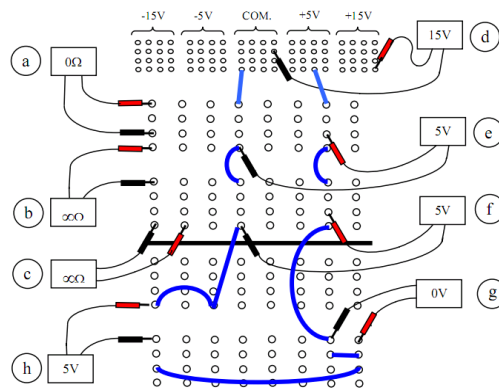 -15V -5V COM. +5V +15V
a 0Ω 15V d
5V e
b ∞Ω
5V f
c ∞Ω
0V g
h 5V